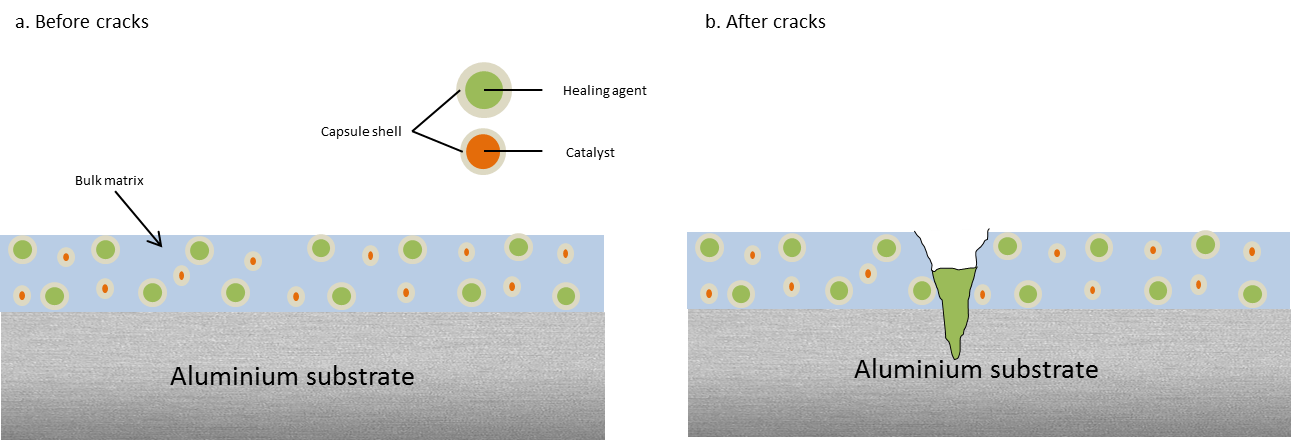 a. Before cracks
b. After cracks
Healing agent
Capsule shell
Catalyst
Bulk matrix
Aluminium substrate
Aluminium substrate